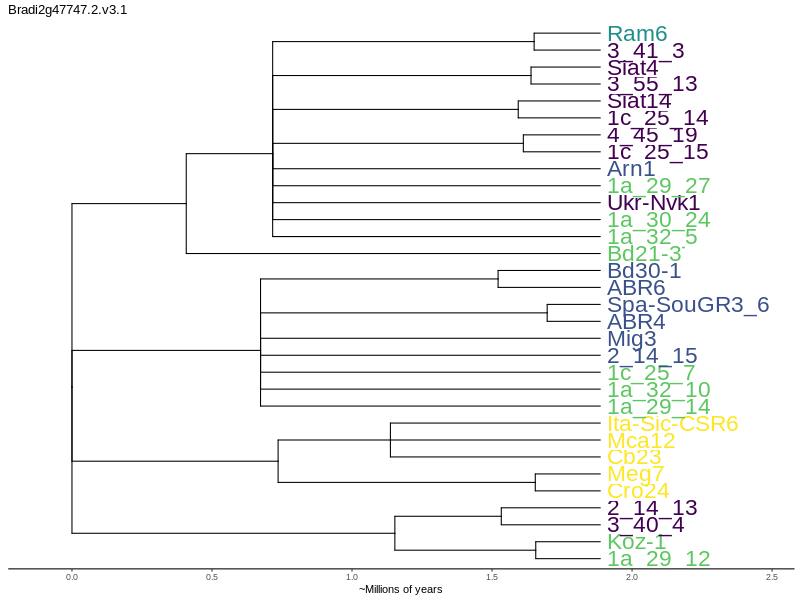 Bradi2g47747.2.v3.1
Ram6
3_41_3
Siat4
3_55_13
Siat14
1c_25_14
4_45_19
1c_25_15
Arn1
1a_29_27
Ukr-Nvk1
1a_30_24
1a_32_5
Bd21-3
Bd30-1
ABR6
Spa-SouGR3_6
ABR4
Mig3
2_14_15
1c_25_7
1a_32_10
1a_29_14
Ita-Sic-CSR6
Mca12
Cb23
Meg7
Cro24
2_14_13
3_40_4
Koz-1
1a_29_12
0.0 0.5 1.0 1.5 2.0 2.5
~Millions of years